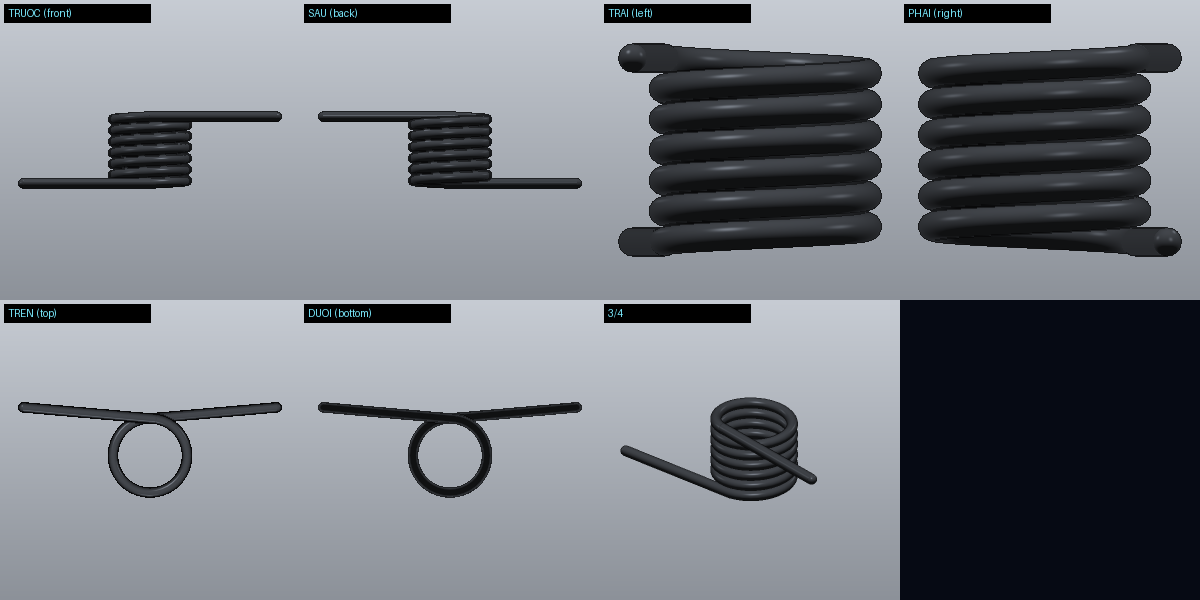 TRUOC (front)
SAU (back)
TRAI (left)
PHAI (right)
TREN (top)
DUOI (bottom)
3/4